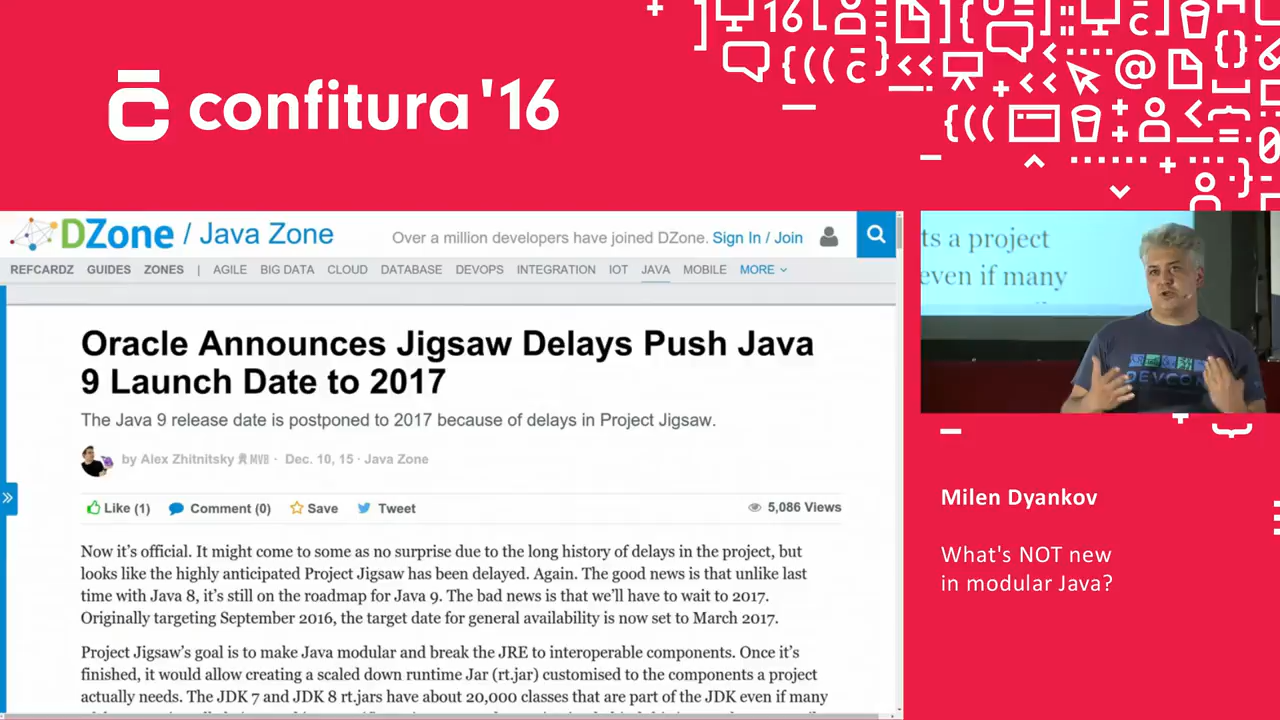 confitura '16
DZone / Java Zone
Over a million developers have joined DZone. Sign In / Join
REFCARDZ GUIDES ZONES | AGILE BIG DATA CLOUD DATABASE DEVOPS INTEGRATION IOT JAVA MOBILE MORE
Oracle Announces Jigsaw Delays Push Java
9 Launch Date to 2017
The Java 9 release date is postponed to 2017 because of delays in Project Jigsaw.
by Alex Zhitnitsky MVB · Dec. 10, 15 · Java Zone
Like (1) Comment (0) Save Tweet 5,086 Views
Now it's official. It might come to some as no surprise due to the long history of delays in the project, but
looks like the highly anticipated Project Jigsaw has been delayed. Again. The good news is that unlike last
time with Java 8, it's still on the roadmap for Java 9. The bad news is that we'll have to wait to 2017.
Originally targeting September 2016, the target date for general availability is now set to March 2017.
Project Jigsaw's goal is to make Java modular and break the JRE to interoperable components. Once it's
finished, it would allow creating a scaled down runtime Jar (rt.jar) customised to the components a project
actually needs. The JDK 7 and JDK 8 rt.jars have about 20,000 classes that are part of the JDK even if many
ts a project
even if many
DEVCON
Milen Dyankov
What's NOT new
in modular Java?